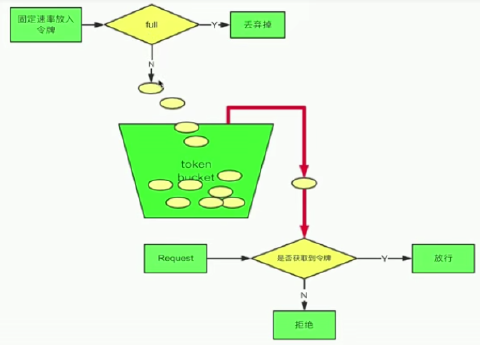 固定速率放入
令牌
full
Y
丢弃掉
N
token
bucket
Request
是否获取到令牌
Y
放行
N
拒绝